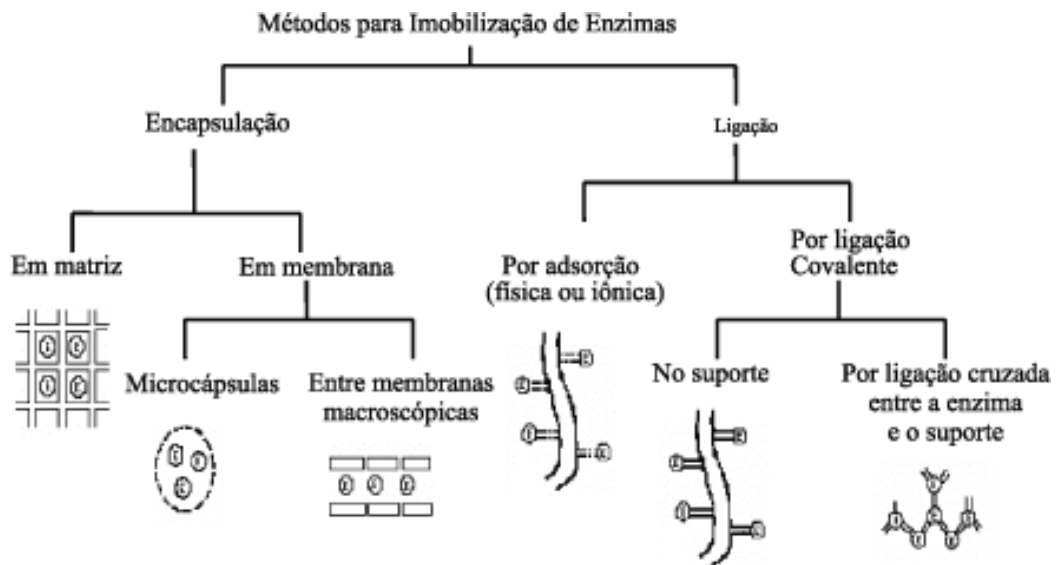 Métodos para Imobilização de Enzimas
Encapsulação
Ligação
Em matriz
Em membrana
Por adsorção
(física ou iônica)
Por ligação
Covalente
Microcápsulas
Entre membranas
macroscópicas
No suporte
Por ligação cruzada
entre a enzima
e o suporte